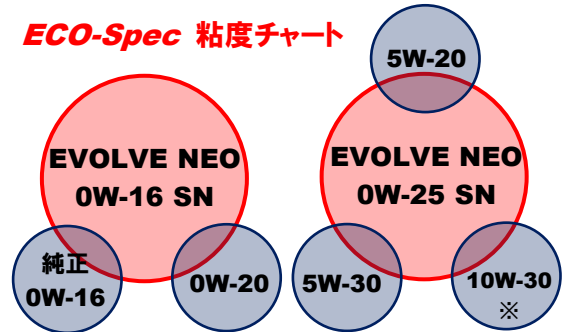 ECO-Spec 粘度チャート
5W-20
EVOLVE NEO
0W-16 SN
EVOLVE NEO
0W-25 SN
純正
0W-16
0W-20
5W-30
10W-30
※